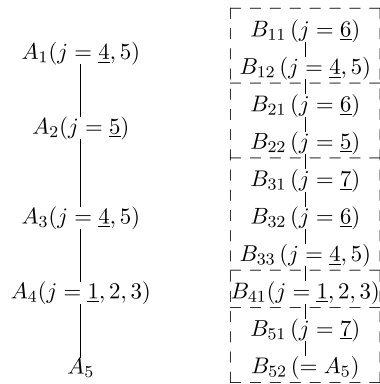 B₁₁ (j = 6)
A₁(j = 4, 5)
B₁₂ (j = 4, 5)
B₂₁ (j = 6)
A₂(j = 5)
B₂₂ (j = 5)
B₃₁ (j = 7)
A₃(j = 4, 5)
B₃₂ (j = 6)
B₃₃ (j = 4, 5)
A₄(j = 1, 2, 3)
B₄₁(j = 1, 2, 3)
B₅₁ (j = 7)
A₅
B₅₂ (= A₅)